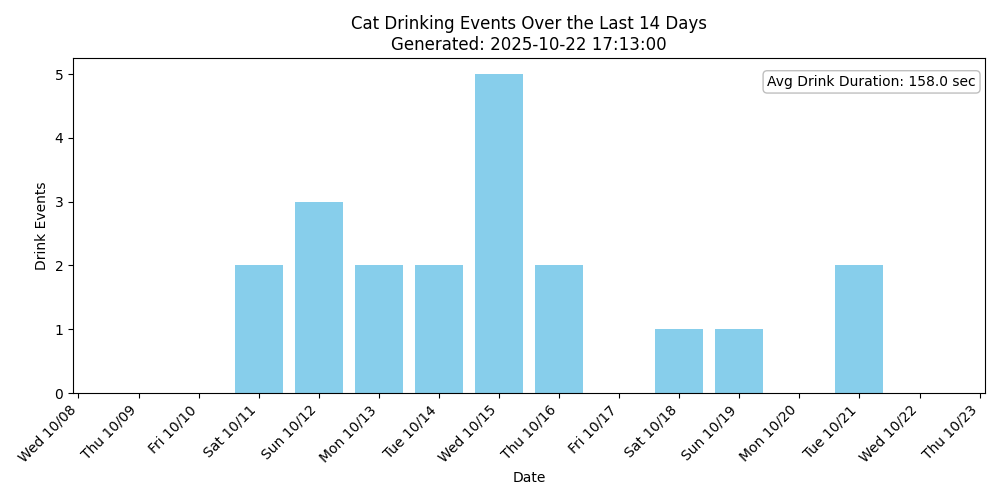 Cat Drinking Events Over the Last 14 Days
Generated: 2025-10-22 17:13:00
Avg Drink Duration: 158.0 sec
5
4
3
2
1
0
Drink Events
Wed 10/08
Thu 10/09
Fri 10/10
Sat 10/11
Sun 10/12
Mon 10/13
Tue 10/14
Wed 10/15
Thu 10/16
Fri 10/17
Sat 10/18
Sun 10/19
Mon 10/20
Tue 10/21
Wed 10/22
Thu 10/23
Date